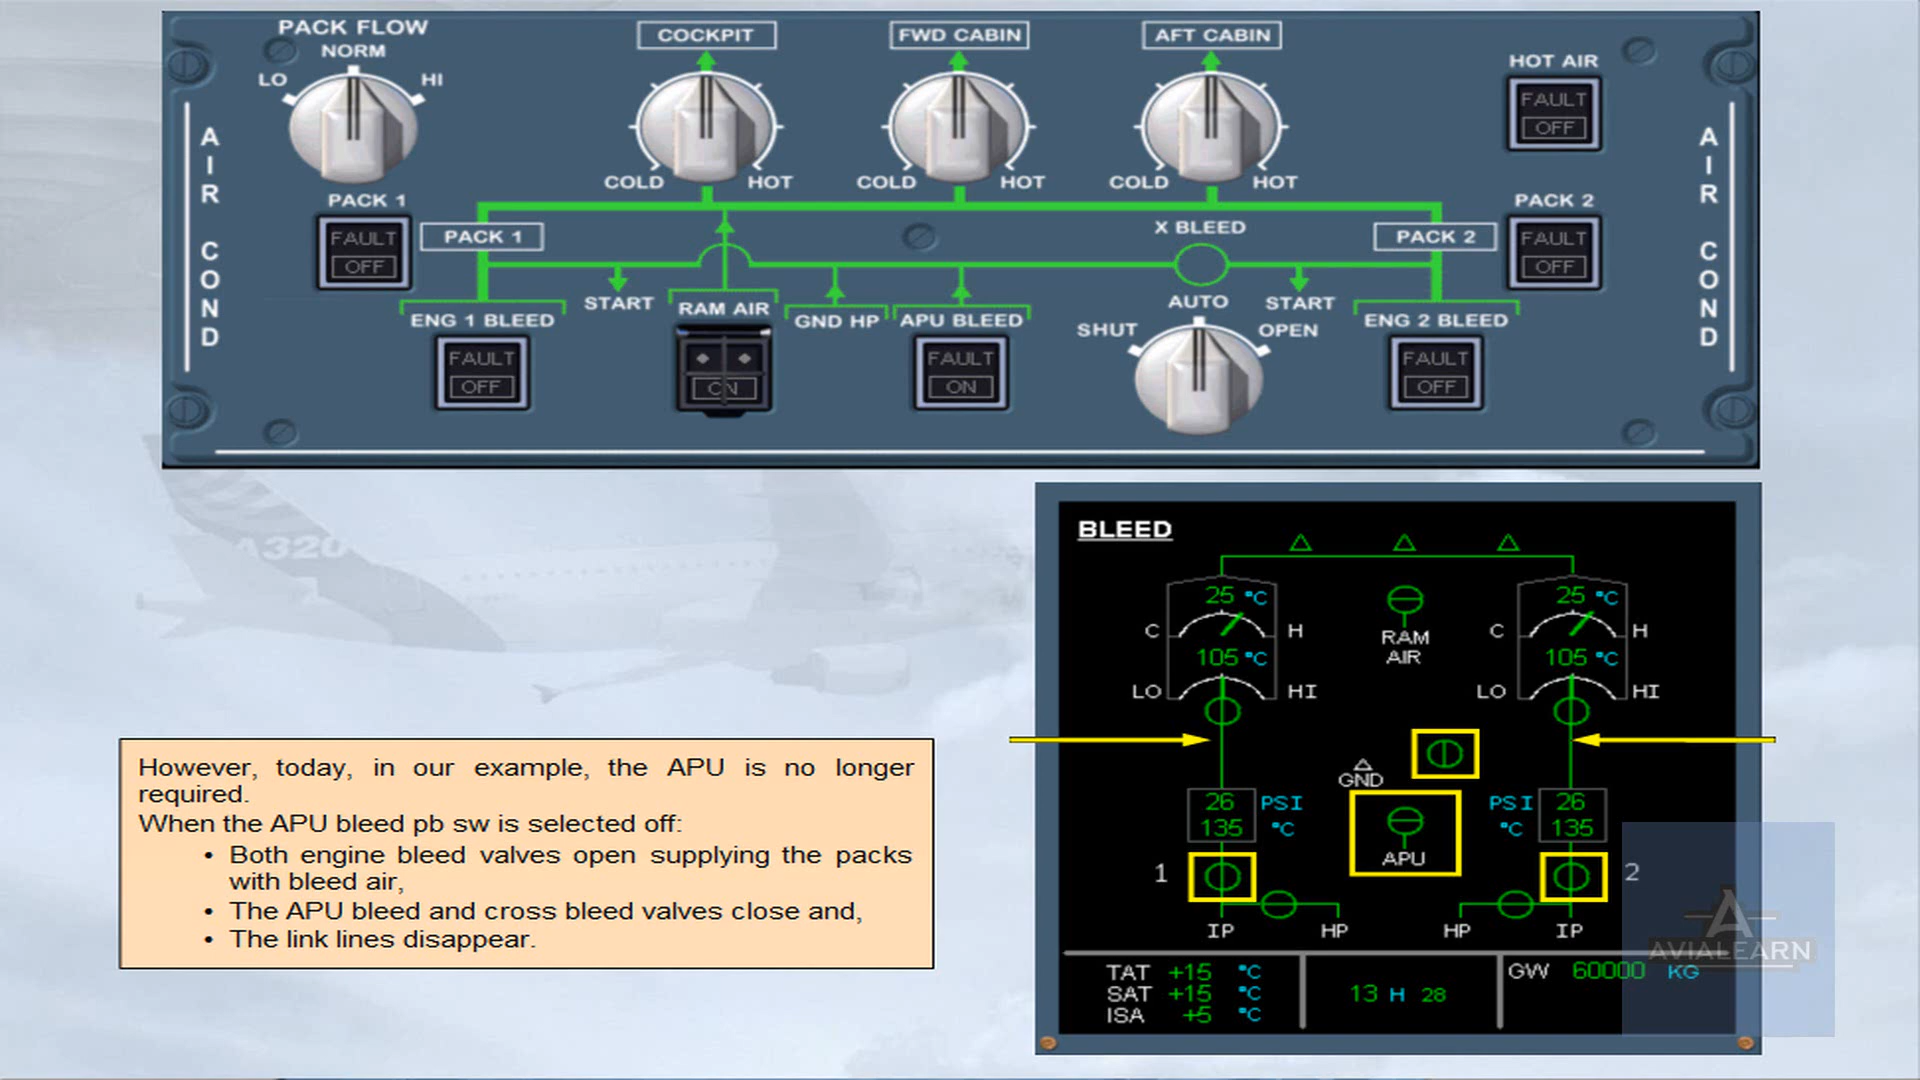 PACK FLOW
NORM
LO
HI
COCKPIT
FWD CABIN
AFT CABIN
HOT AIR
FAULT
OFF
COLD
HOT
COLD
HOT
COLD
HOT
AIR COND
AIR COND
PACK 1
FAULT
OFF
PACK 1
X BLEED
PACK 2
PACK 2
FAULT
OFF
ENG 1 BLEED
FAULT
OFF
START
RAM AIR
ON
GND HP
APU BLEED
FAULT
ON
AUTO
SHUT
OPEN
START
ENG 2 BLEED
FAULT
OFF
A320
However, today, in our example, the APU is no longer
required.
When the APU bleed pb sw is selected off:
• Both engine bleed valves open supplying the packs
with bleed air,
• The APU bleed and cross bleed valves close and,
• The link lines disappear.
BLEED
25 °C
25 °C
C
H
RAM
AIR
C
H
105 °C
105 °C
LO
HI
LO
HI
GND
26 PSI
135 °C
PSI 26
°C 135
APU
1
2
IP
HP
HP
IP
TAT +15 °C
SAT +15 °C
ISA +5 °C
13 H 28
GW 60000 KG
AVIALEARN